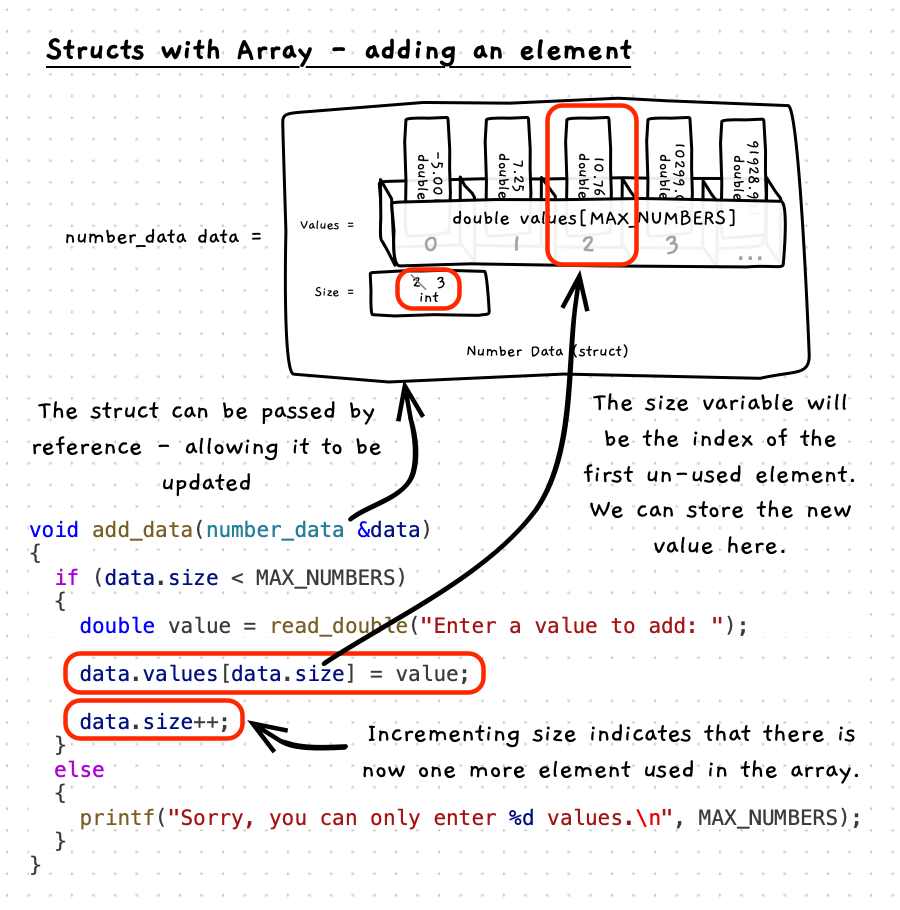 Structs with Array - adding an element
-5.00
double
7.25
double
10.76
double
10299.
double
91928.9
double
Values =
double values[MAX_NUMBERS]
0 1 2 3 ...
number_data data =
Size =
2 3
int
Number Data (struct)
The struct can be passed by
reference - allowing it to be
updated
The size variable will
be the index of the
first un-used element.
We can store the new
value here.
void add_data(number_data &data)
{
if (data.size < MAX_NUMBERS)
{
double value = read_double("Enter a value to add: ");
data.values[data.size] = value;
data.size++;
}
Incrementing size indicates that there is
now one more element used in the array.
else
{
printf("Sorry, you can only enter %d values.\n", MAX_NUMBERS);
}
}